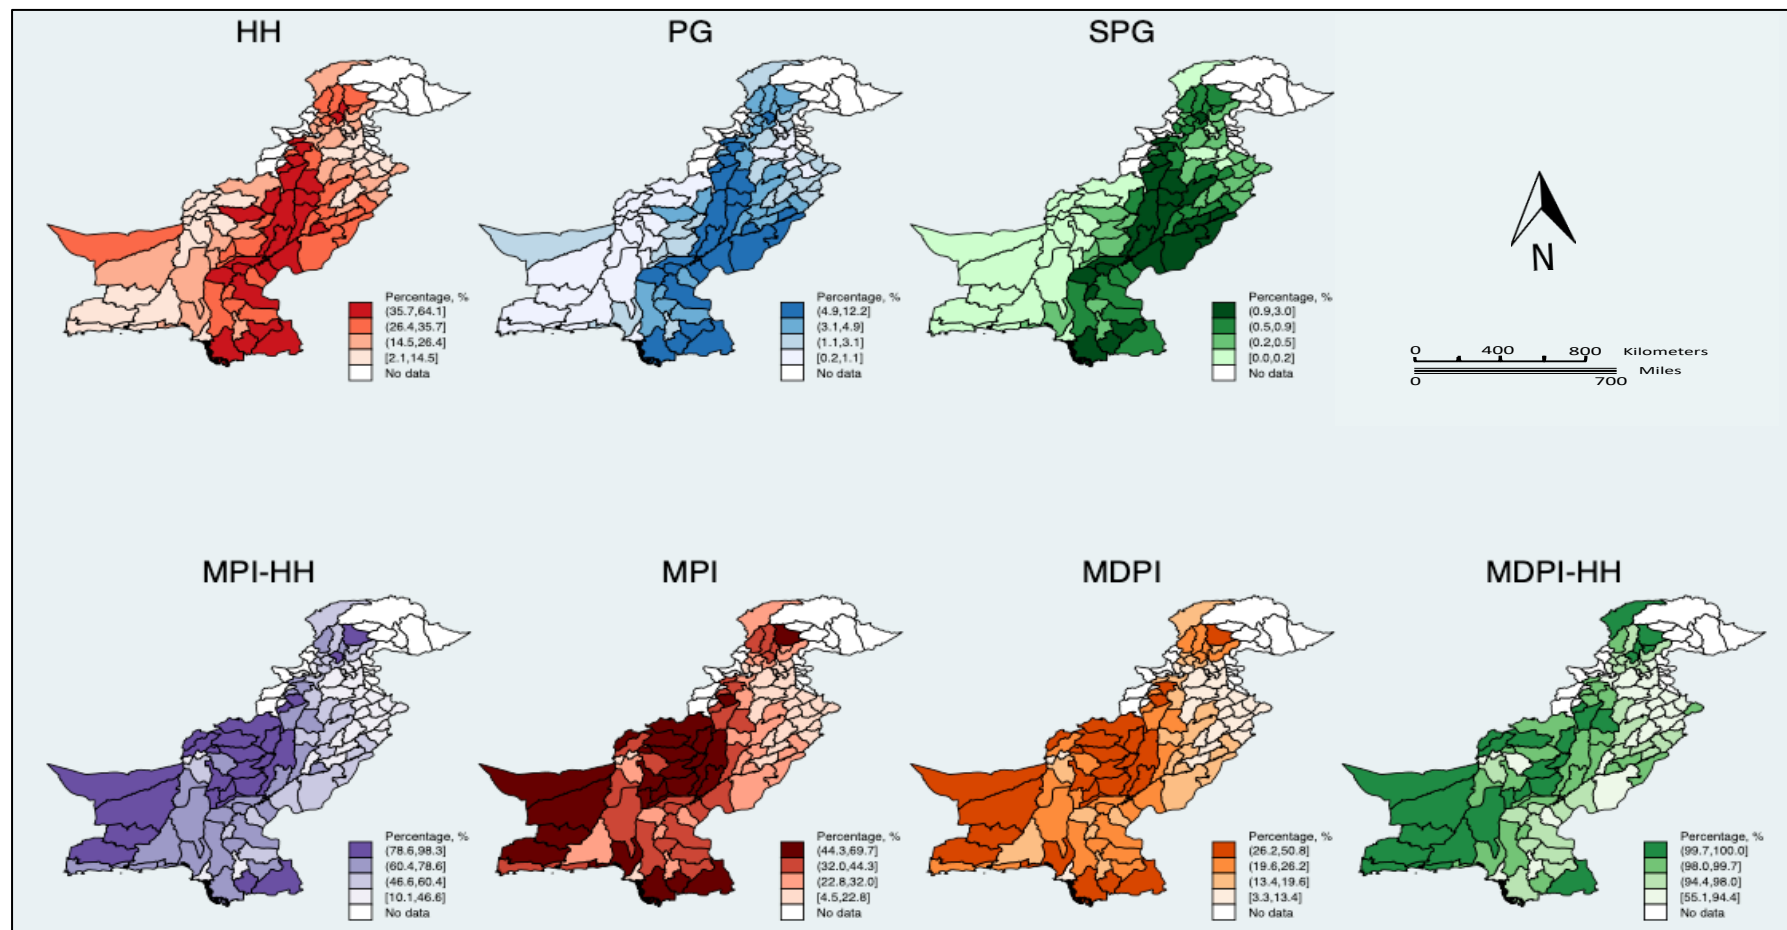 HH
PG
SPG
Percentage, %
(35.7,64.1]
(26.4,35.7]
(14.5,26.4]
[2.1,14.5]
No data
Percentage, %
(4.9,12.2]
(3.1,4.9]
(1.1,3.1]
[0.2,1.1]
No data
Percentage, %
(0.9,3.0]
(0.5,0.9]
(0.2,0.5]
[0.0,0.2]
No data
N
0 400 800 Kilometers
Miles
0 700
MPI-HH
MPI
MDPI
MDPI-HH
Percentage, %
(78.6,98.3]
(60.4,78.6]
(46.6,60.4]
[10.1,46.6]
No data
Percentage, %
(44.3,69.7]
(32.0,44.3]
(22.8,32.0]
[4.5,22.8]
No data
Percentage, %
(26.2,50.8]
(19.6,26.2]
(13.4,19.6]
[3.3,13.4]
No data
Percentage, %
(99.7,100.0]
(98.0,99.7]
(94.4,98.0]
[55.1,94.4]
No data